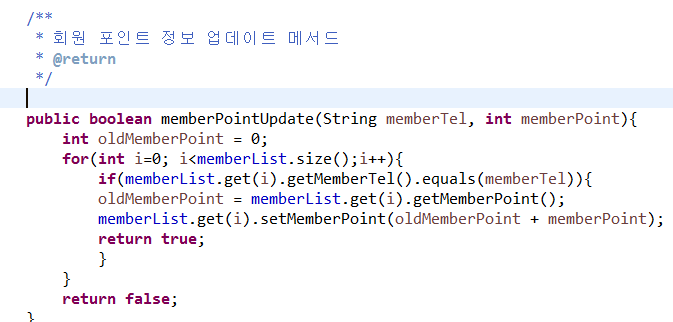 /**
 * 회원 포인트 정보 업데이트 메서드
 * @return
 */
public boolean memberPointUpdate(String memberTel, int memberPoint){
    int oldMemberPoint = 0;
    for(int i=0; i<memberList.size();i++){
        if(memberList.get(i).getMemberTel().equals(memberTel)){
        oldMemberPoint = memberList.get(i).getMemberPoint();
        memberList.get(i).setMemberPoint(oldMemberPoint + memberPoint);
        return true;
        }
    }
    return false;
}